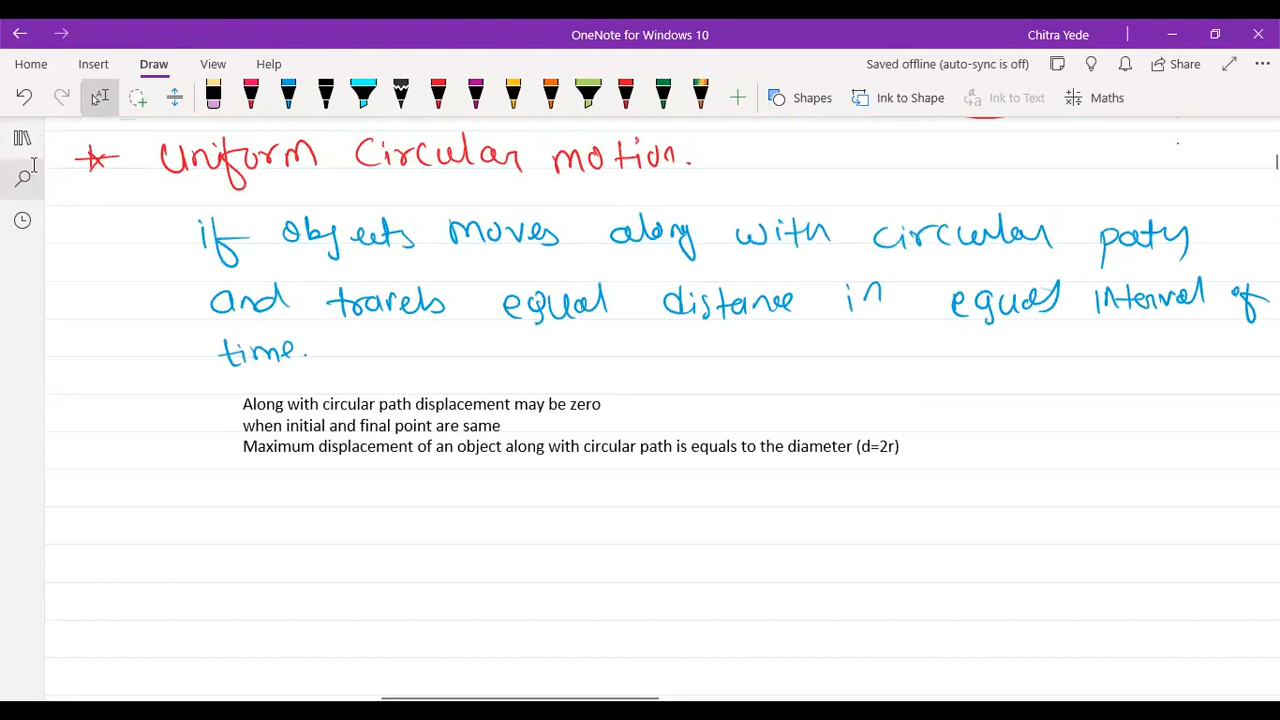 OneNote for Windows 10
Chitra Yede
Home Insert Draw View Help
Saved offline (auto-sync is off) Share
Shapes Ink to Shape Ink to Text Maths
Uniform Circular motion.
if objects moves along with circular path
and travels equal distance in equal interval of
time.
Along with circular path displacement may be zero
when initial and final point are same
Maximum displacement of an object along with circular path is equals to the diameter (d=2r)